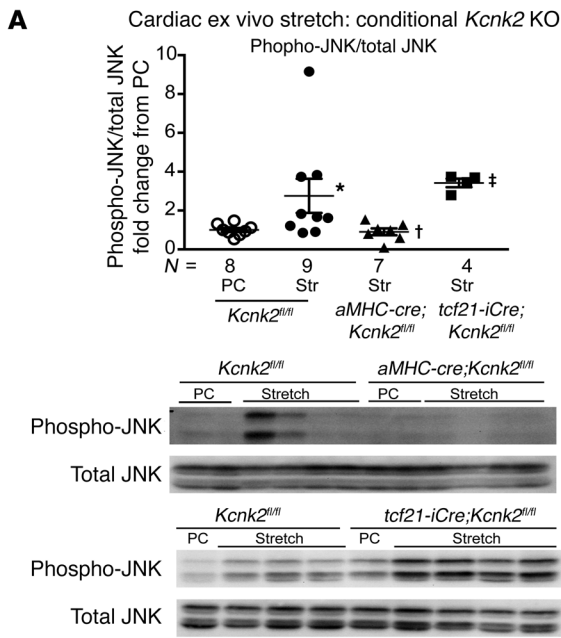 A
Cardiac ex vivo stretch: conditional Kcnk2 KO
Phopho-JNK/total JNK
Phospho-JNK/total JNK
fold change from PC
10
8
6
4
2
0
* † ‡
N = 8 9 7 4
PC Str Str Str
Kcnk2fl/fl aMHC-cre; tcf21-iCre;
Kcnk2fl/fl Kcnk2fl/fl
Kcnk2fl/fl aMHC-cre;Kcnk2fl/fl
PC Stretch PC Stretch
Phospho-JNK
Total JNK
Kcnk2fl/fl tcf21-iCre;Kcnk2fl/fl
PC Stretch PC Stretch
Phospho-JNK
Total JNK